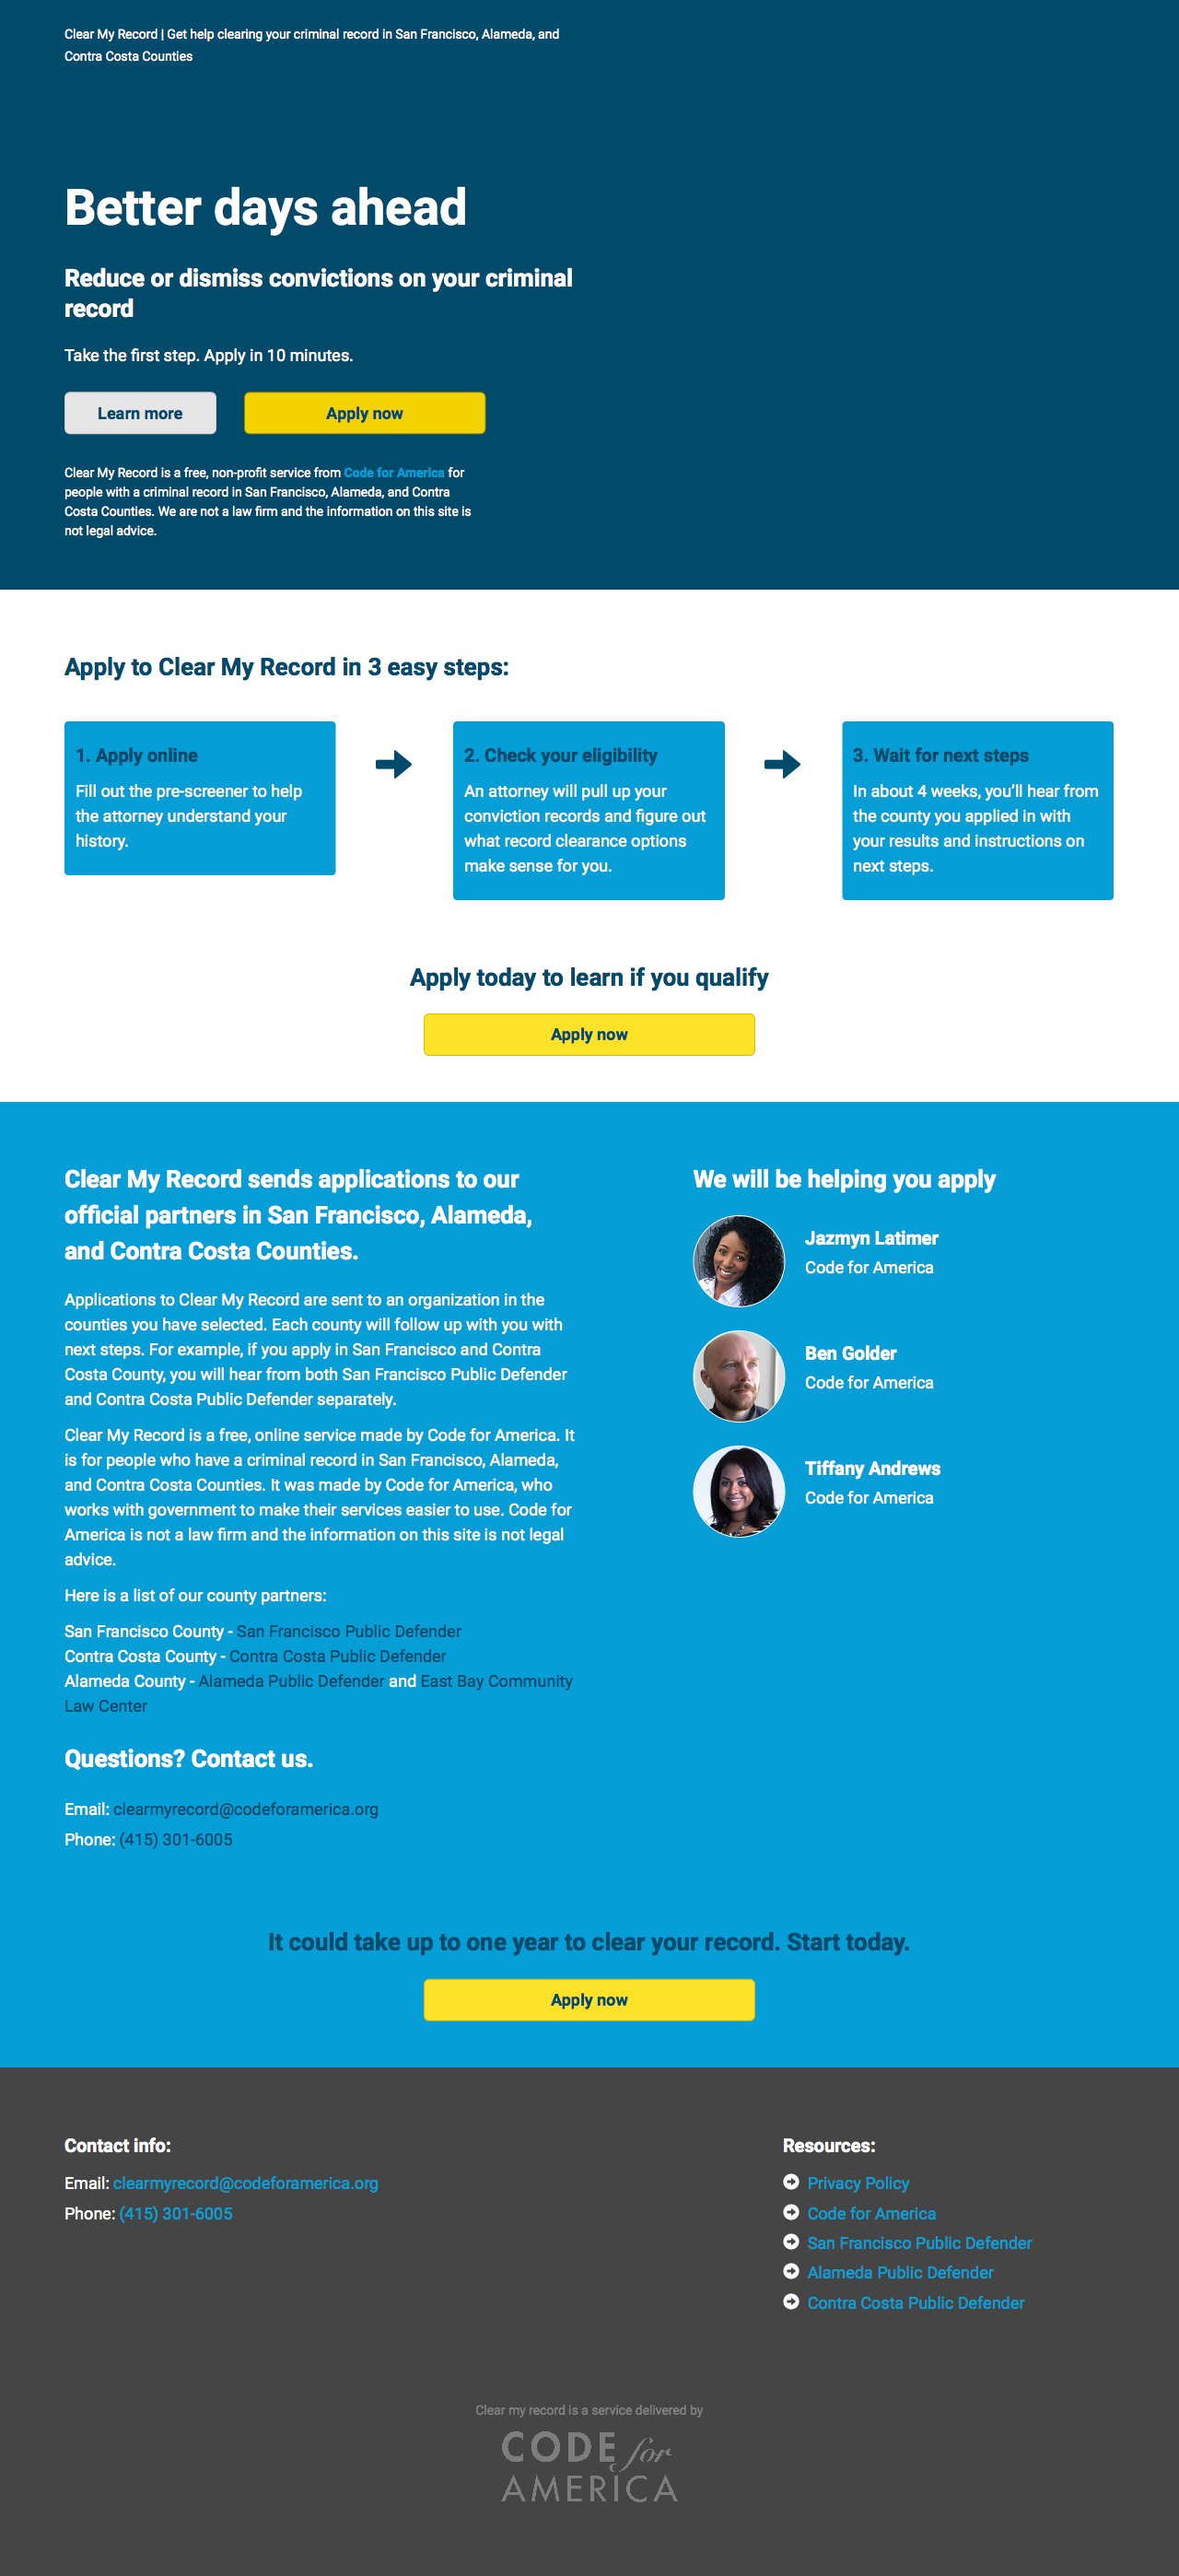 Clear My Record | Get help clearing your criminal record in San Francisco, Alameda, and
Contra Costa Counties
Better days ahead
Reduce or dismiss convictions on your criminal
record
Take the first step. Apply in 10 minutes.
Learn more
Apply now
Clear My Record is a free, non-profit service from Code for America for
people with a criminal record in San Francisco, Alameda, and Contra
Costa Counties. We are not a law firm and the information on this site is
not legal advice.
Apply to Clear My Record in 3 easy steps:
1. Apply online
Fill out the pre-screener to help
the attorney understand your
history.
2. Check your eligibility
An attorney will pull up your
conviction records and figure out
what record clearance options
make sense for you.
3. Wait for next steps
In about 4 weeks, you’ll hear from
the county you applied in with
your results and instructions on
next steps.
Apply today to learn if you qualify
Apply now
Clear My Record sends applications to our
official partners in San Francisco, Alameda,
and Contra Costa Counties.
Applications to Clear My Record are sent to an organization in the
counties you have selected. Each county will follow up with you with
next steps. For example, if you apply in San Francisco and Contra
Costa County, you will hear from both San Francisco Public Defender
and Contra Costa Public Defender separately.
Clear My Record is a free, online service made by Code for America. It
is for people who have a criminal record in San Francisco, Alameda,
and Contra Costa Counties. It was made by Code for America, who
works with government to make their services easier to use. Code for
America is not a law firm and the information on this site is not legal
advice.
Here is a list of our county partners:
San Francisco County - San Francisco Public Defender
Contra Costa County - Contra Costa Public Defender
Alameda County - Alameda Public Defender and East Bay Community
Law Center
Questions? Contact us.
Email: clearmyrecord@codeforamerica.org
Phone: (415) 301-6005
We will be helping you apply
Jazmyn Latimer
Code for America
Ben Golder
Code for America
Tiffany Andrews
Code for America
It could take up to one year to clear your record. Start today.
Apply now
Contact info:
Email: clearmyrecord@codeforamerica.org
Phone: (415) 301-6005
Resources:
Privacy Policy
Code for America
San Francisco Public Defender
Alameda Public Defender
Contra Costa Public Defender
Clear my record is a service delivered by
CODE for
AMERICA